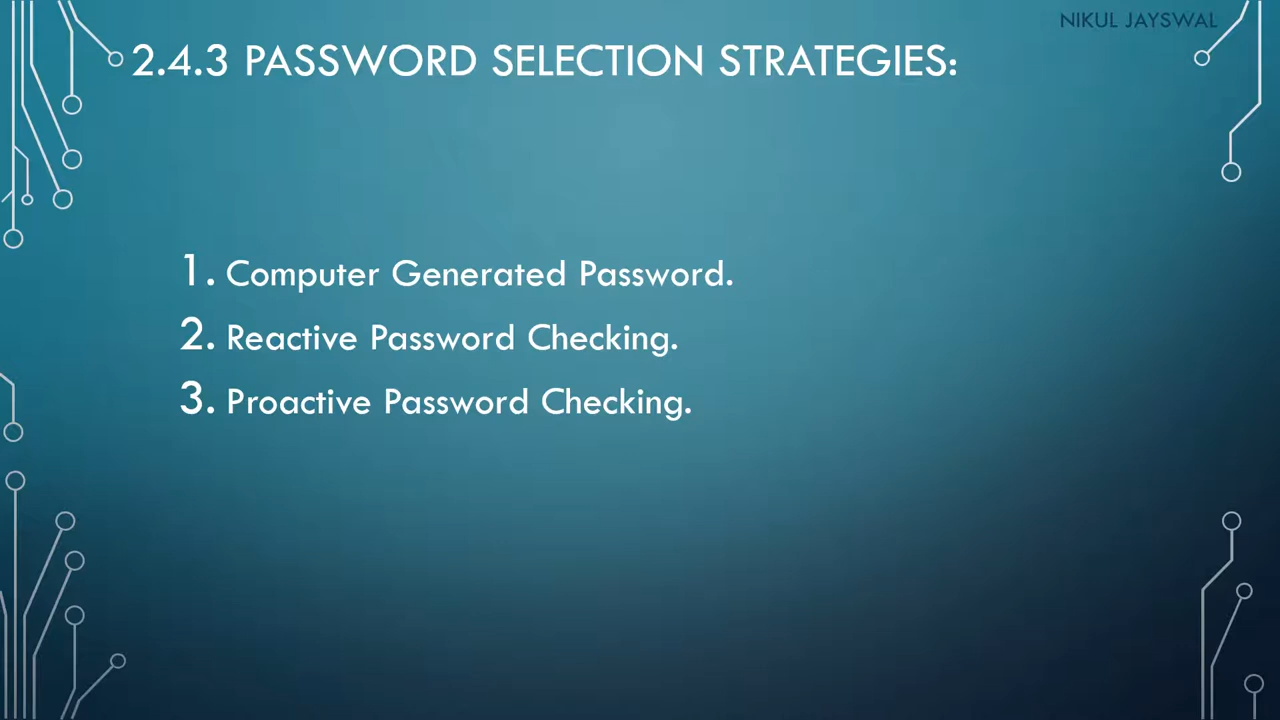 NIKUL JAYSWAL
2.4.3 PASSWORD SELECTION STRATEGIES:
1. Computer Generated Password.
2. Reactive Password Checking.
3. Proactive Password Checking.